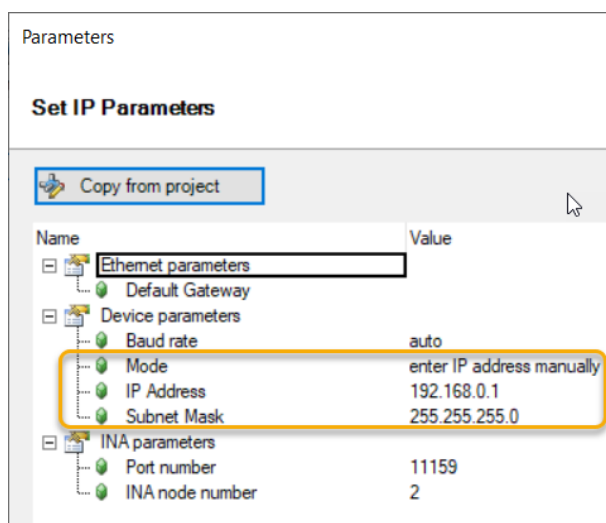 Parameters
Set IP Parameters
Copy from project
Name Value
Ethernet parameters
Default Gateway
Device parameters
Baud rate auto
Mode enter IP address manually
IP Address 192.168.0.1
Subnet Mask 255.255.255.0
INA parameters
Port number 11159
INA node number 2